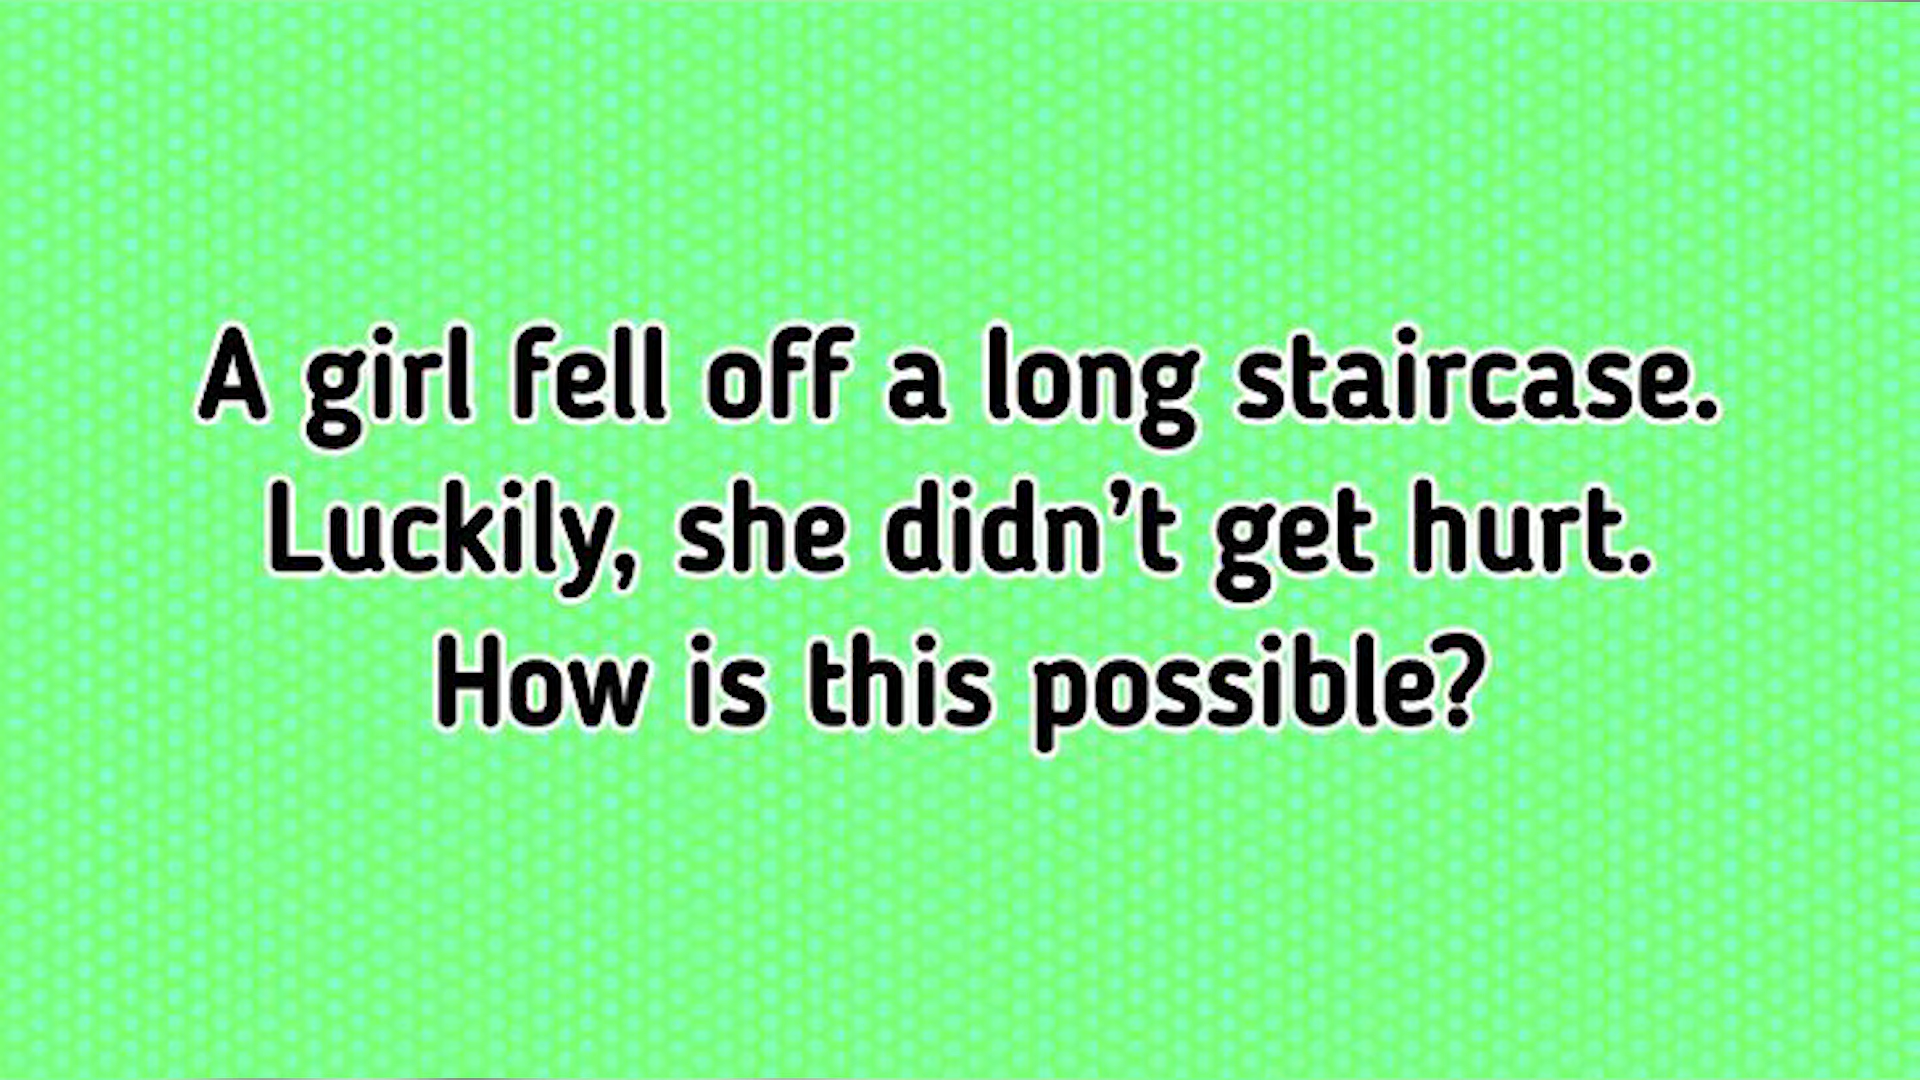 A girl fell off a long staircase.
Luckily, she didn’t get hurt.
How is this possible?